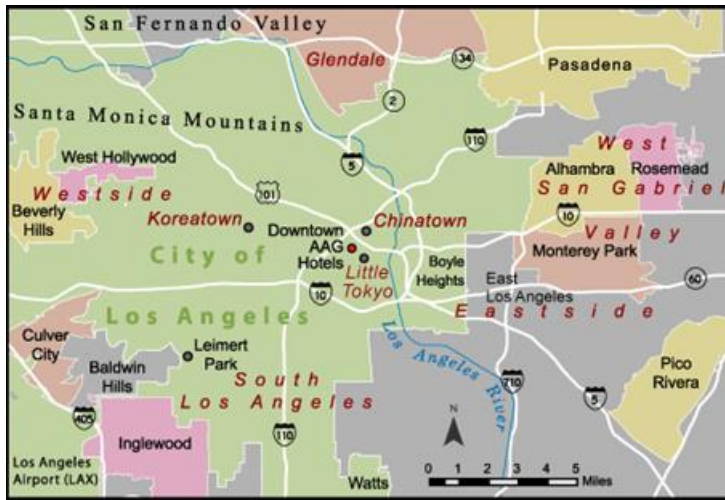 San Fernando Valley
Glendale
134
Pasadena
2
Santa Monica Mountains
110
5
West
West Hollywood
Alhambra
Rosemead
Westside
101
San Gabriel
Beverly
Hills
Koreatown
Downtown
Chinatown
10
AAG
Hotels
Valley
City of
Boyle
Heights
Monterey Park
Little
Tokyo
East
Los Angeles
60
10
Eastside
Los Angeles
Culver
City
Leimert
Park
Los Angeles River
Baldwin
Hills
Pico
Rivera
South
Los Angeles
710
5
405
N
Inglewood
110
Los Angeles
Airport (LAX)
Watts
0 1 2 3 4 5
Miles